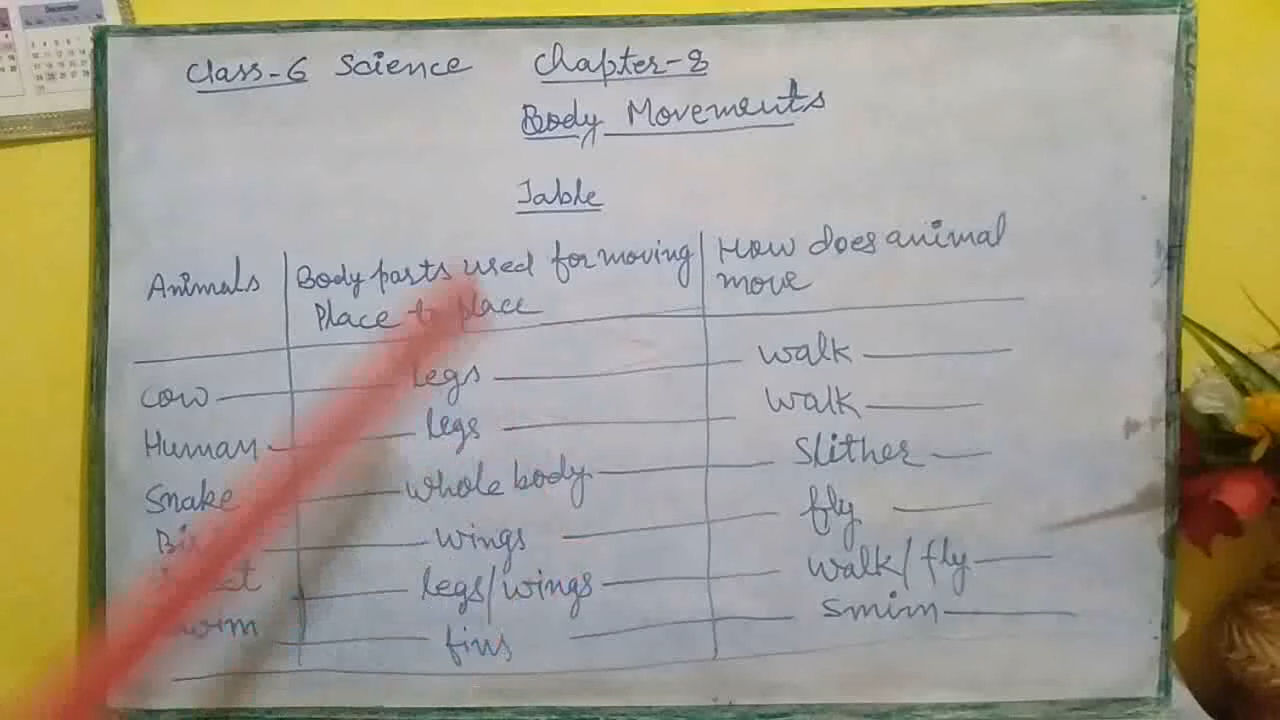 December
Class-6 Science Chapter-8
Body Movements
Table
Animals Body parts used for moving Place to place How does animal move
Cow legs walk
Human legs walk
Snake whole body Slither
wings fly
legs/wings walk/fly
fins Smim